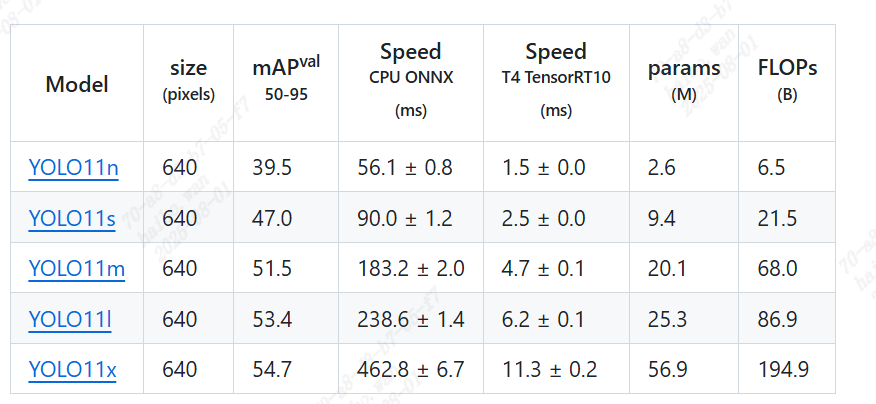 Model size (pixels) mAPval 50-95 Speed CPU ONNX (ms) Speed T4 TensorRT10 (ms) params (M) FLOPs (B)
YOLO11n 640 39.5 56.1 ± 0.8 1.5 ± 0.0 2.6 6.5
YOLO11s 640 47.0 90.0 ± 1.2 2.5 ± 0.0 9.4 21.5
YOLO11m 640 51.5 183.2 ± 2.0 4.7 ± 0.1 20.1 68.0
YOLO11l 640 53.4 238.6 ± 1.4 6.2 ± 0.1 25.3 86.9
YOLO11x 640 54.7 462.8 ± 6.7 11.3 ± 0.2 56.9 194.9